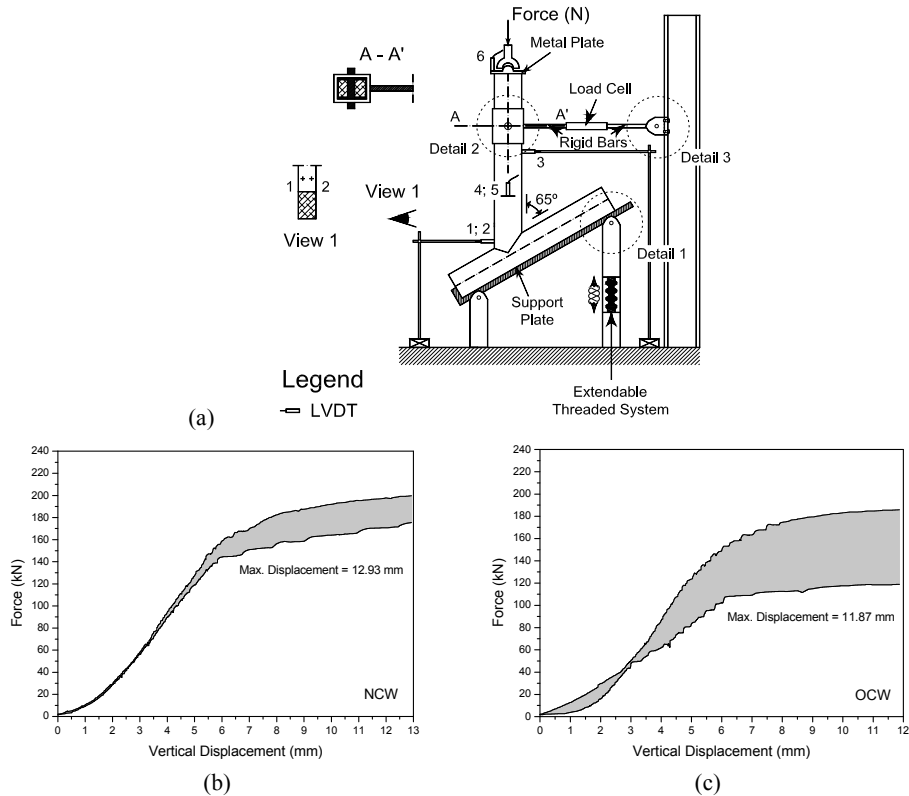 Force (N)
A - A'
6
Metal Plate
Load Cell
A
A'
Detail 2
Rigid Bars
Detail 3
3
1
2
View 1
View 1
4; 5
65º
1; 2
Detail 1
Support
Plate
Legend
LVDT
Extendable
Threaded System
(a)
240
220
200
180
160
140
120
100
80
60
40
20
0
Force (kN)
Max. Displacement = 12.93 mm
NCW
0 1 2 3 4 5 6 7 8 9 10 11 12 13
Vertical Displacement (mm)
(b)
240
220
200
180
160
140
120
100
80
60
40
20
0
Force (kN)
Max. Displacement = 11.87 mm
OCW
0 1 2 3 4 5 6 7 8 9 10 11 12
Vertical Displacement (mm)
(c)